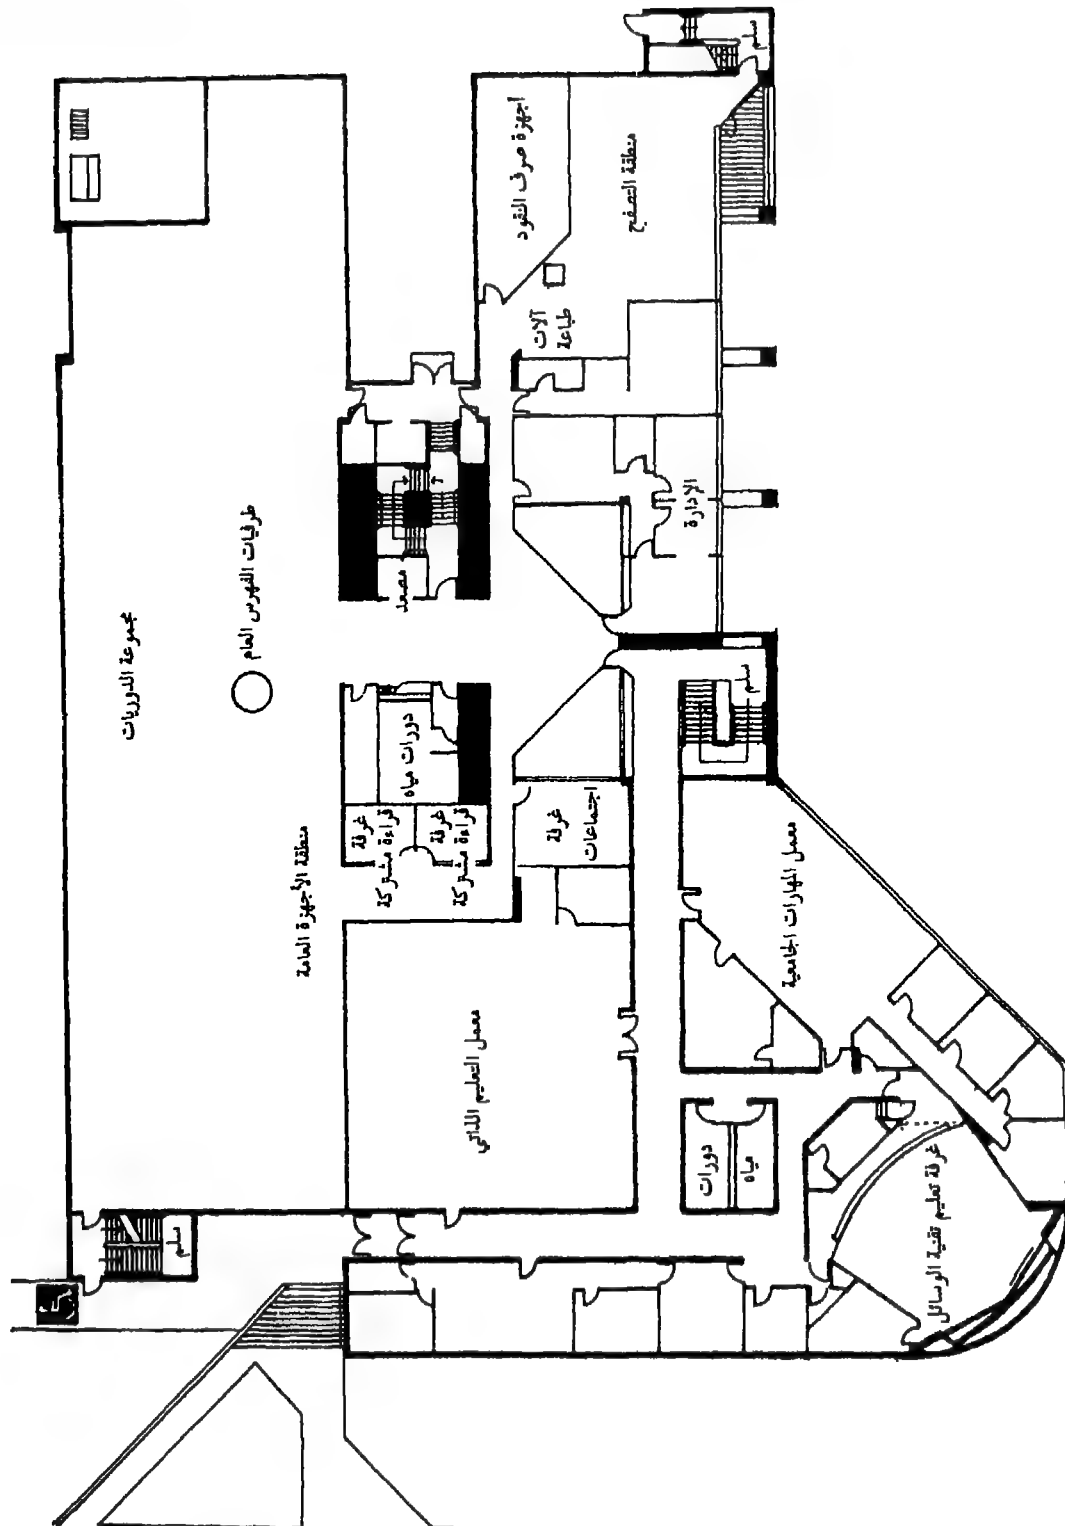 سلم
أجهزة صرف النقود
منطقة التصفح
آلات
طباعة
الإدارة
طرفيات الفهرس العام
مجموعة الدوريات
مصعد
دورات مياه
سلم
غرفة
قراءة مشتركة
غرفة
قراءة مشتركة
غرفة
اجتماعات
منطقة الأجهزة العامة
معمل المهارات الجامعية
معمل التعليم الذاتي
دورات
مياه
سلم
غرفة تعليم تقنية الوسائل